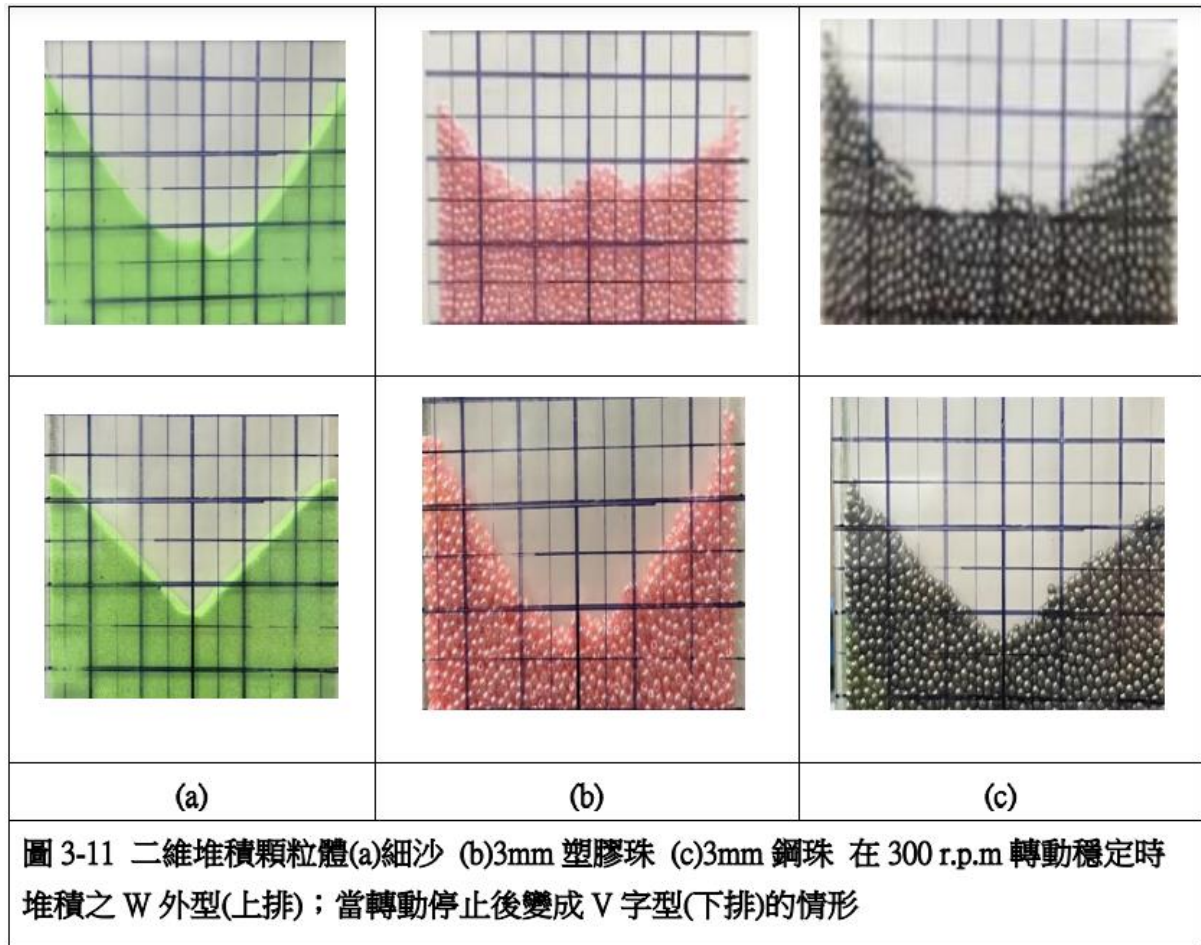 (a)
(b)
(c)
圖 3-11 二維堆積顆粒體(a)細沙 (b)3mm 塑膠珠 (c)3mm 鋼珠 在 300 r.p.m 轉動穩定時
堆積之 W 外型(上排)；當轉動停止後變成 V 字型(下排)的情形